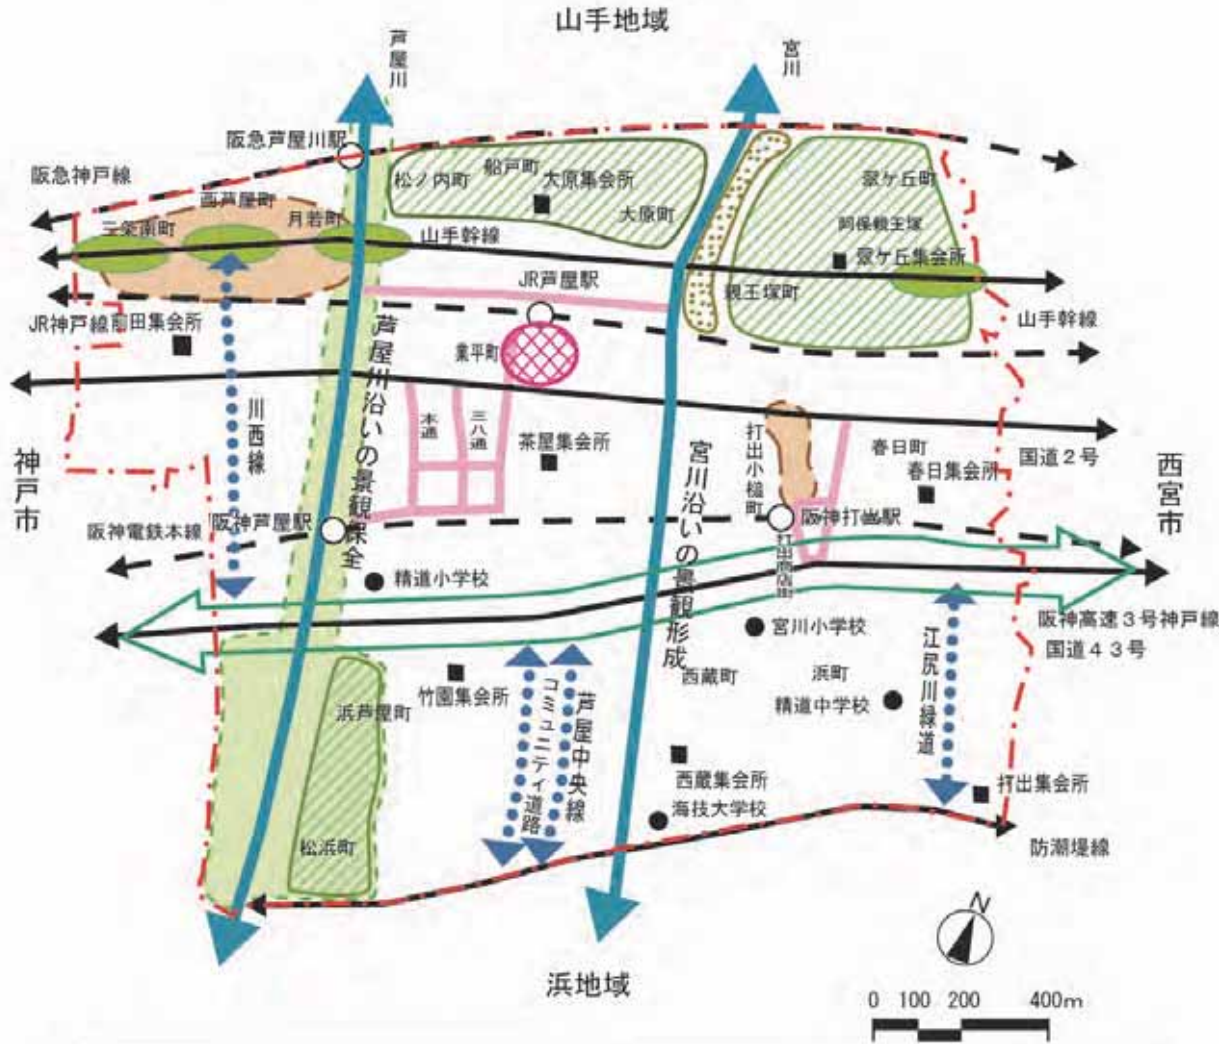 山手地域
芦屋川
宮川
阪急芦屋川駅
阪急神戸線
松ノ内町
船戸町
大原集会所
大原町
翠ケ丘町
西芦屋町
月若町
三条南町
山手幹線
阿保親王塚
翠ケ丘集会所
JR芦屋駅
親王塚町
山手幹線
JR神戸線
前田集会所
業平町
川西線
芦屋川沿いの景観保全
本通
三八通
茶屋集会所
打出小槌町
春日町
春日集会所
国道2号
神戸市
西宮市
宮川沿いの景観形成
阪神電鉄本線
阪神芦屋駅
阪神打出駅
打出商店街
精道小学校
宮川小学校
阪神高速3号神戸線
国道43号
西蔵町
浜町
精道中学校
江尻川緑道
竹園集会所
浜芦屋町
コミュニティ道路
芦屋中央線
西蔵集会所
海技大学校
打出集会所
松浜町
防潮堤線
浜地域
N
0 100 200 400m